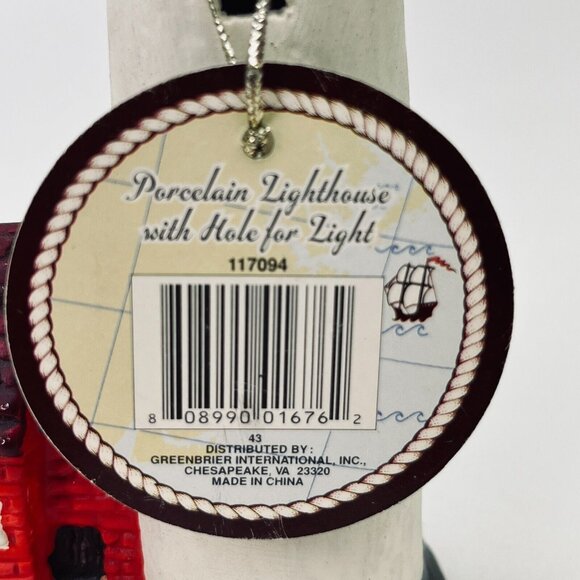 Porcelain Lighthouse
with Hole for Light
117094
8 08990 01676 2
43
DISTRIBUTED BY:
GREENBRIER INTERNATIONAL, INC.,
CHESAPEAKE, VA 23320
MADE IN CHINA